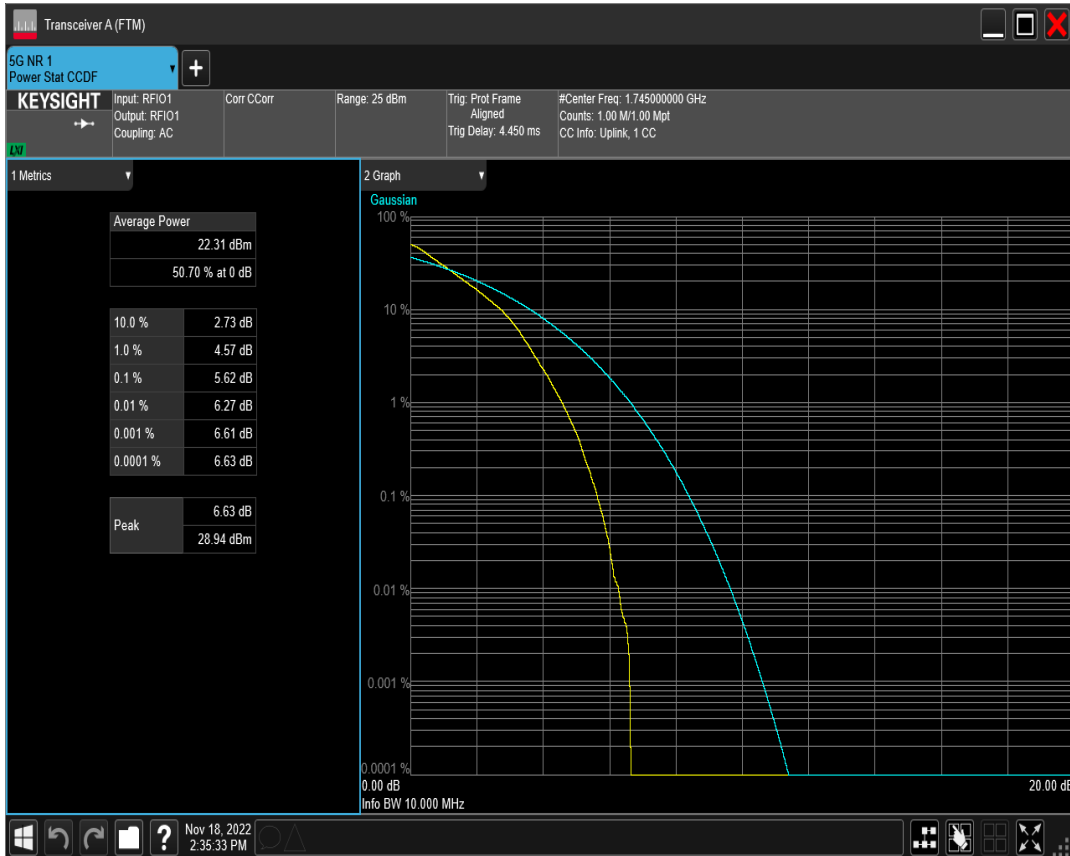 Transceiver A (FTM)
5G NR 1
Power Stat CCDF
KEYSIGHT
LXI
Input: RFIO1
Output: RFIO1
Coupling: AC
Corr CCorr
Range: 25 dBm
Trig: Prot Frame
Aligned
Trig Delay: 4.450 ms
#Center Freq: 1.745000000 GHz
Counts: 1.00 M/1.00 Mpt
CC Info: Uplink, 1 CC
1 Metrics
Average Power
22.31 dBm
50.70 % at 0 dB
10.0 % 2.73 dB
1.0 % 4.57 dB
0.1 % 5.62 dB
0.01 % 6.27 dB
0.001 % 6.61 dB
0.0001 % 6.63 dB
Peak 6.63 dB
28.94 dBm
2 Graph
Gaussian
100 %
10 %
1 %
0.1 %
0.01 %
0.001 %
0.0001 %
0.00 dB 20.00 dB
Info BW 10.000 MHz
? Nov 18, 2022
2:35:33 PM